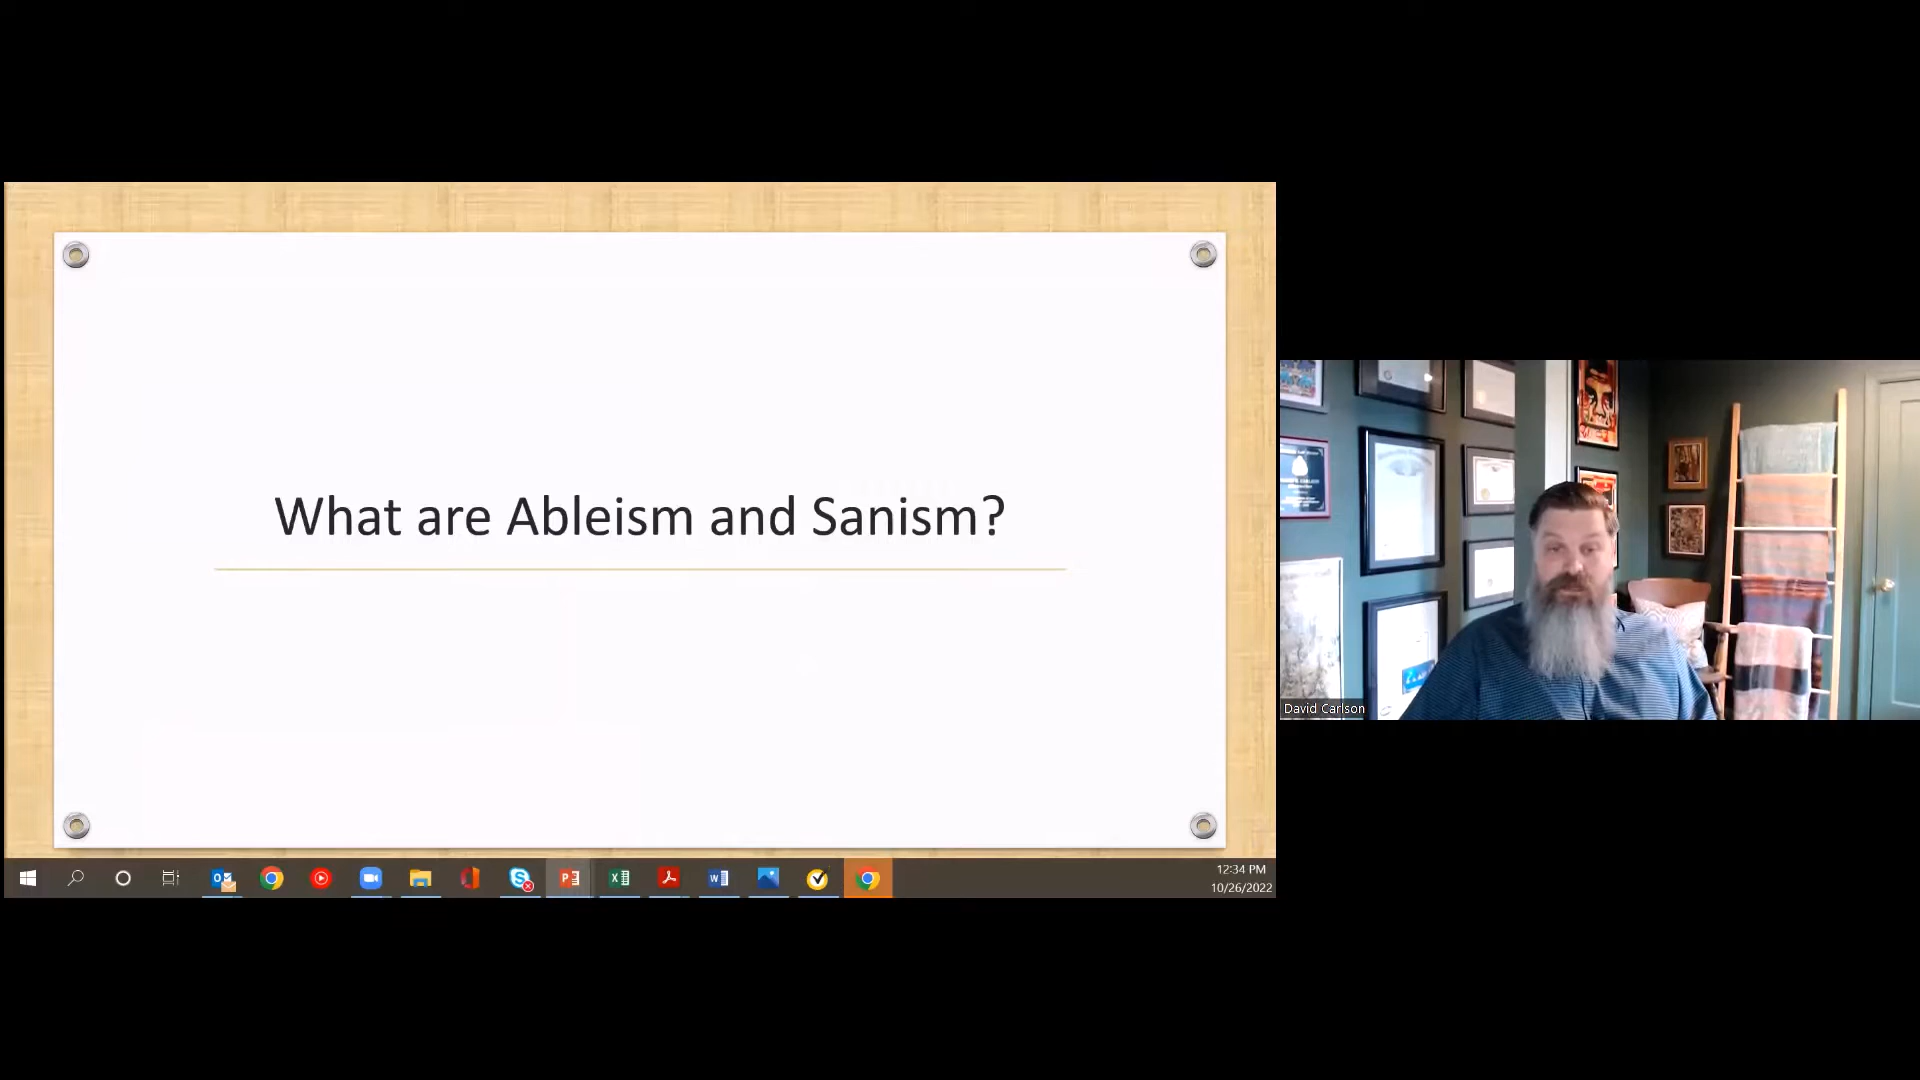 What are Ableism and Sanism?
12:34 PM
10/26/2022
David Carlson